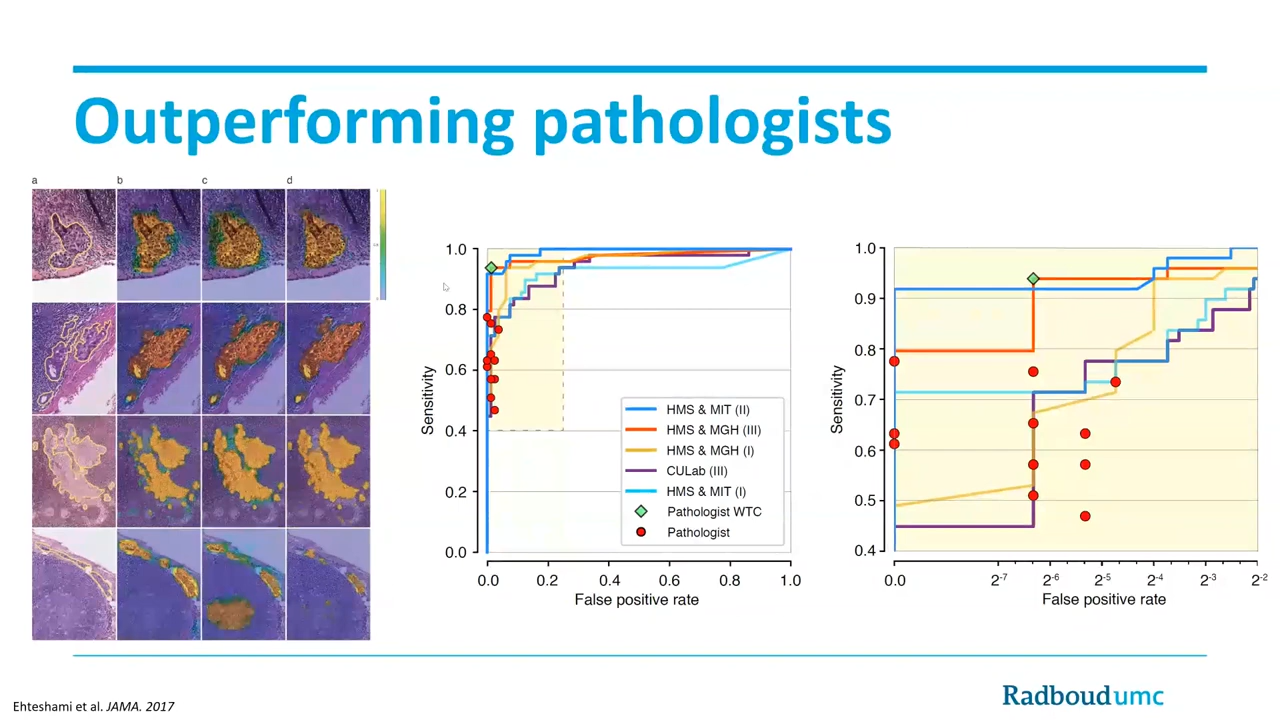 Outperforming pathologists
a b c d
1.0
0.8
0.6
0.4
0.2
0.0
Sensitivity
0.0 0.2 0.4 0.6 0.8 1.0
False positive rate
HMS & MIT (II)
HMS & MGH (III)
HMS & MGH (I)
CULab (III)
HMS & MIT (I)
Pathologist WTC
Pathologist
1.0
0.9
0.8
0.7
0.6
0.5
0.4
Sensitivity
0.0 2-7 2-6 2-5 2-4 2-3 2-2
False positive rate
Ehteshami et al. JAMA. 2017
Radboudumc